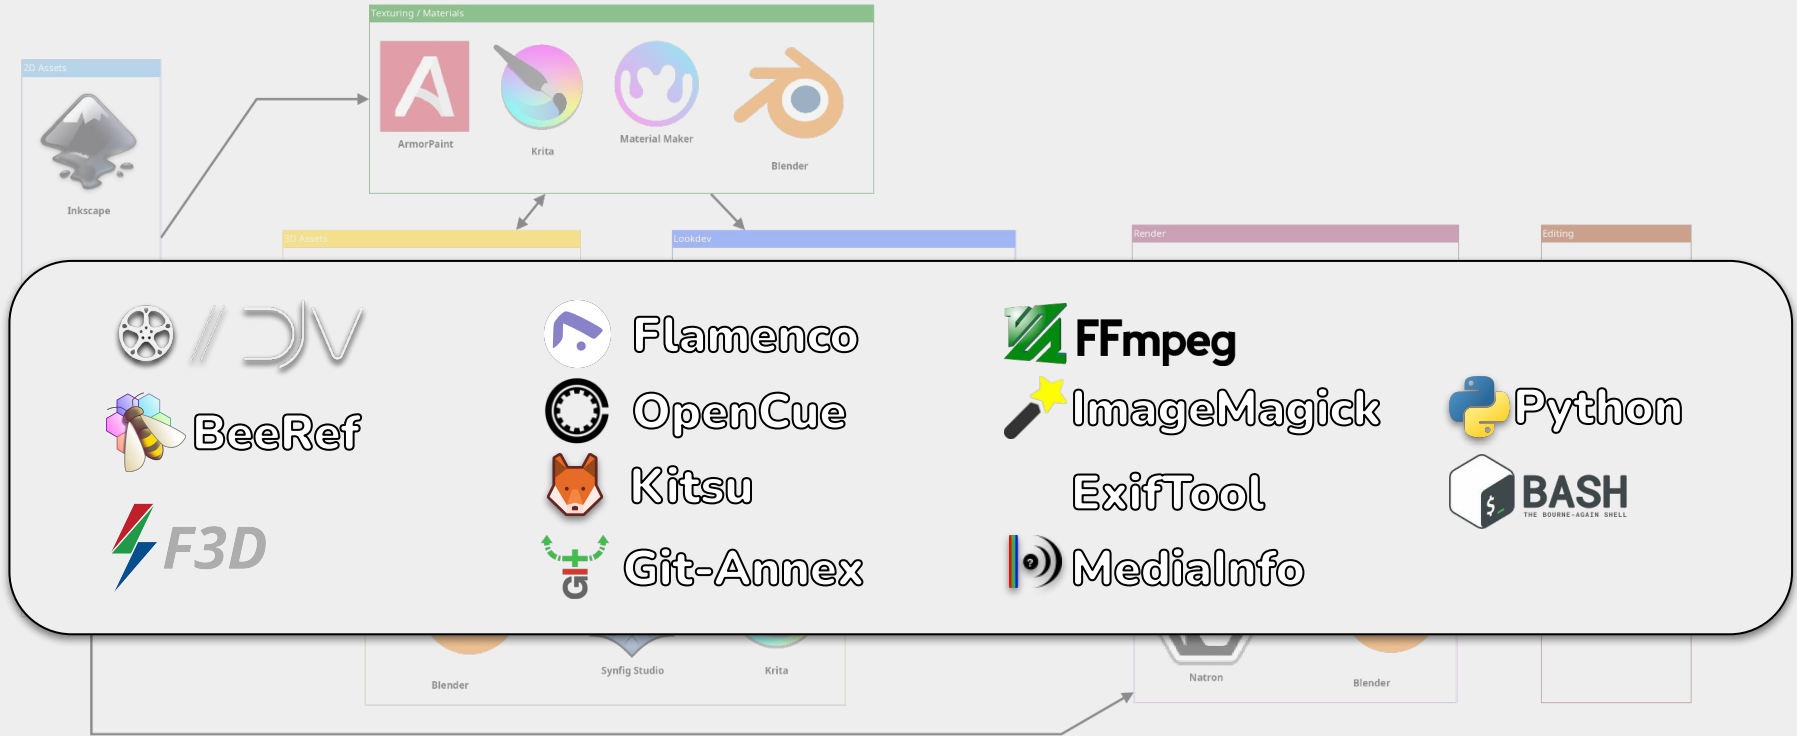 Texturing / Materials
2D Assets
ArmorPaint
Krita
Material Maker
Blender
Inkscape
3D Assets
Lookdev
Render
Editing
DJV
BeeRef
F3D
Flamenco
OpenCue
Kitsu
git
Git-Annex
FFmpeg
ImageMagick
ExifTool
?
MediaInfo
Python
$_
BASH
THE BOURNE-AGAIN SHELL
Blender
Synfig Studio
Krita
Natron
Blender